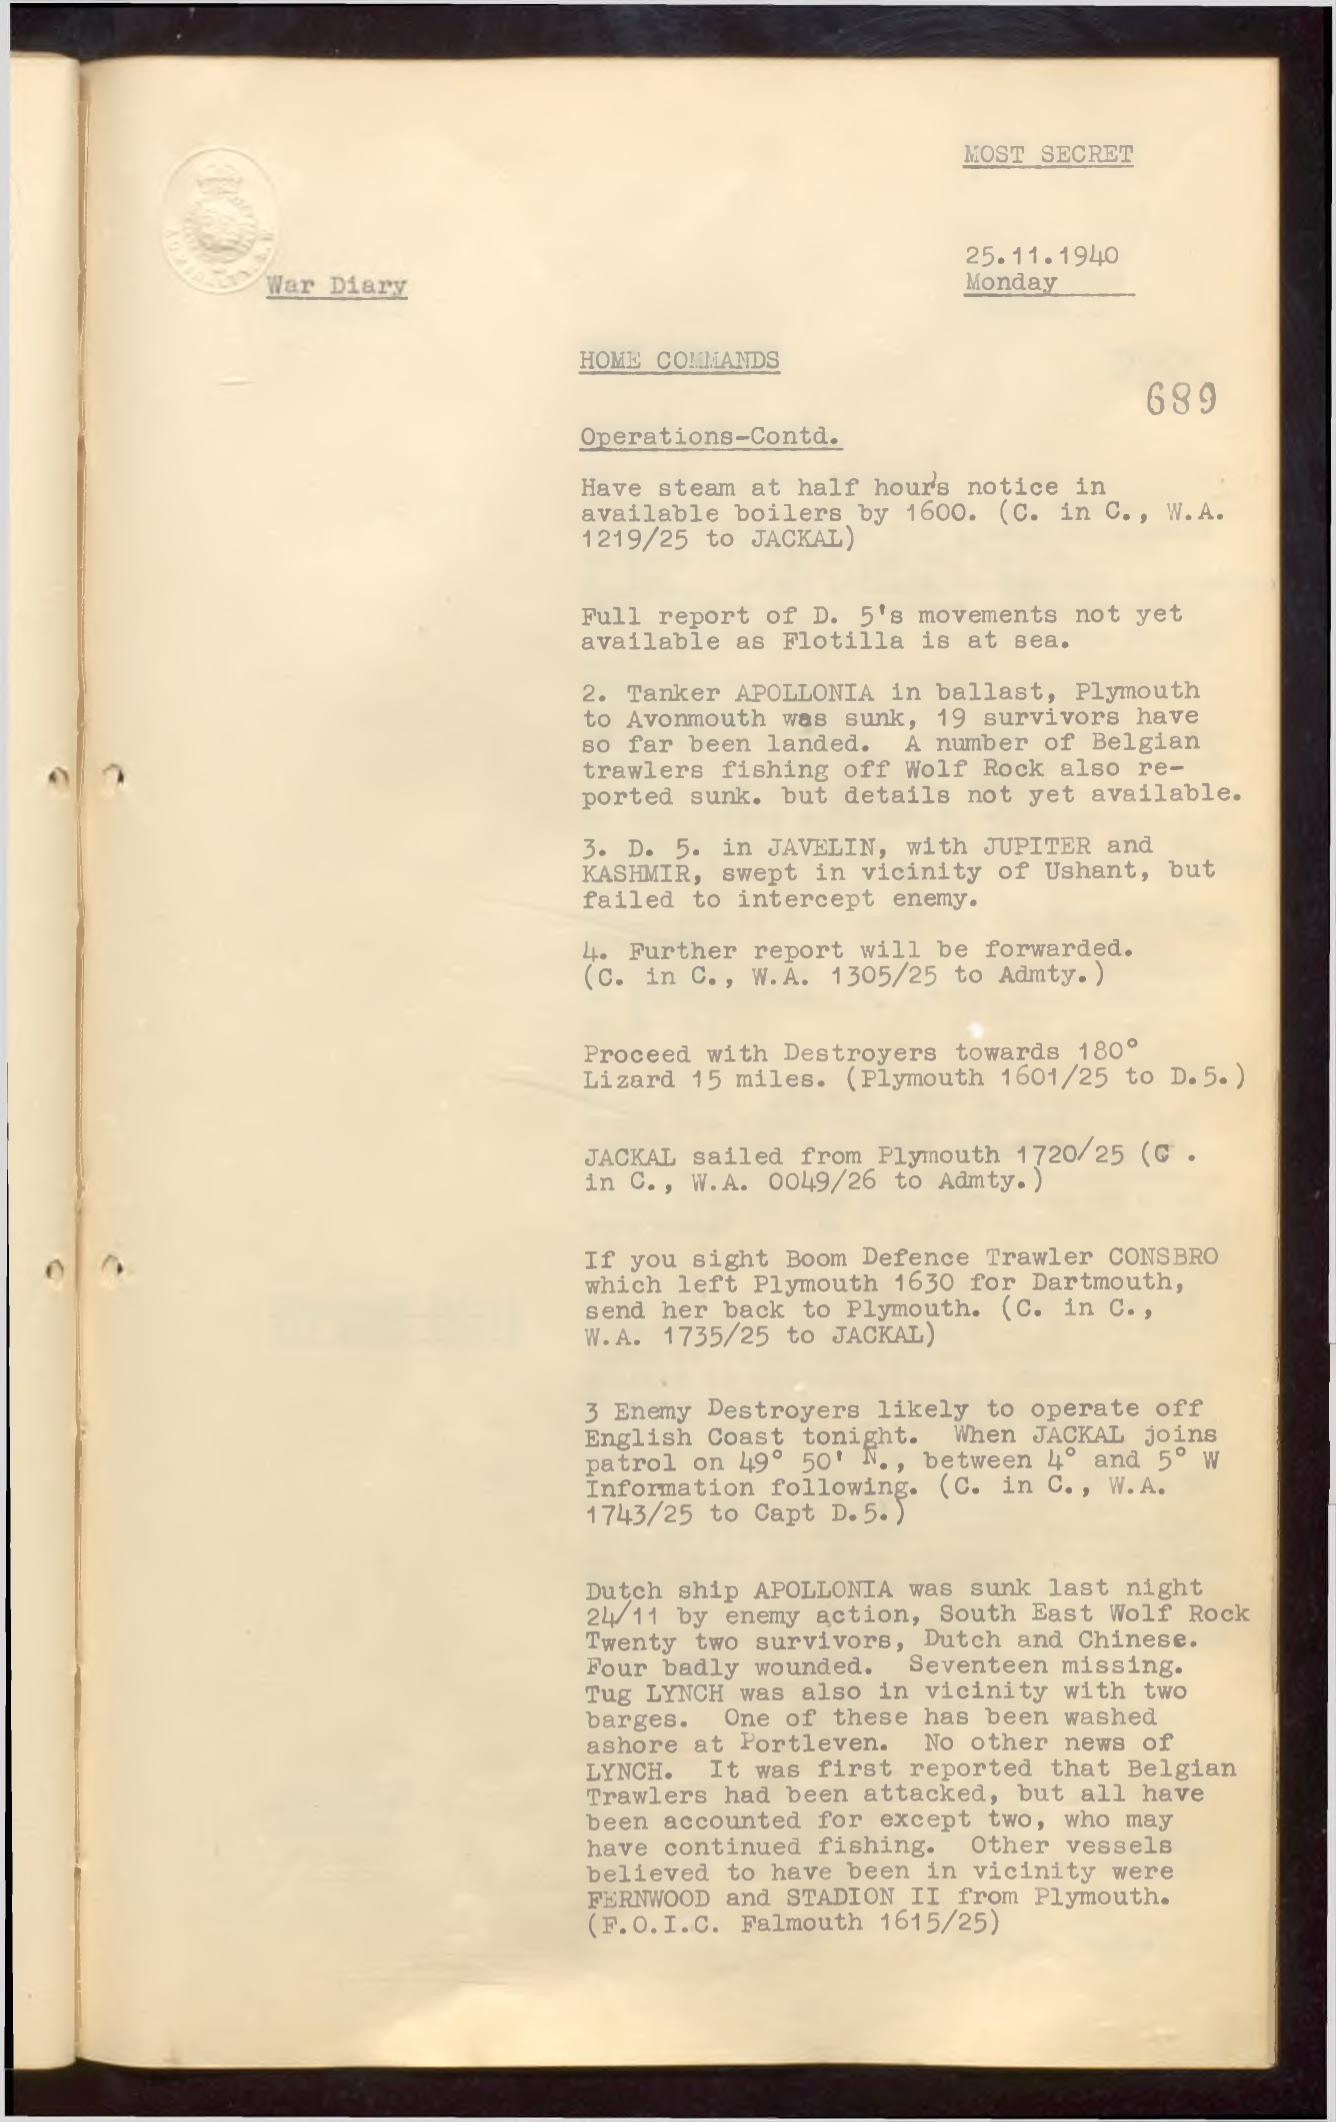 MOST SECRET
25.11.1940
War Diary
Monday
HOME COMMANDS
689
Operations-Contd.
Have steam at half hour's notice in
available boilers by 1600. (C. in C., W.A.
1219/25 to JACKAL)
Full report of D. 5's movements not yet
available as Flotilla is at sea.
2. Tanker APOLLONIA in ballast, Plymouth
to Avonmouth was sunk, 19 survivors have
so far been landed. A number of Belgian
trawlers fishing off Wolf Rock also re-
ported sunk. but details not yet available.
3. D. 5. in JAVELIN, with JUPITER and
KASHMIR, swept in vicinity of Ushant, but
failed to intercept enemy.
4. Further report will be forwarded.
(C. in C., W.A. 1305/25 to Admty.)
Proceed with Destroyers towards 180°
Lizard 15 miles. (Plymouth 1601/25 to D.5.)
JACKAL sailed from Plymouth 1720/25 (C .
in C., W.A. 0049/26 to Admty.)
If you sight Boom Defence Trawler CONSBRO
which left Plymouth 1630 for Dartmouth,
send her back to Plymouth. (C. in C.,
W.A. 1735/25 to JACKAL)
3 Enemy Destroyers likely to operate off
English Coast tonight. When JACKAL joins
patrol on 49° 50' N., between 4° and 5° W
Information following. (C. in C., W.A.
1743/25 to Capt D.5.)
Dutch ship APOLLONIA was sunk last night
24/11 by enemy action, South East Wolf Rock
Twenty two survivors, Dutch and Chinese.
Four badly wounded. Seventeen missing.
Tug LYNCH was also in vicinity with two
barges. One of these has been washed
ashore at Portleven. No other news of
LYNCH. It was first reported that Belgian
Trawlers had been attacked, but all have
been accounted for except two, who may
have continued fishing. Other vessels
believed to have been in vicinity were
FERNWOOD and STADION II from Plymouth.
(F.O.I.C. Falmouth 1615/25)